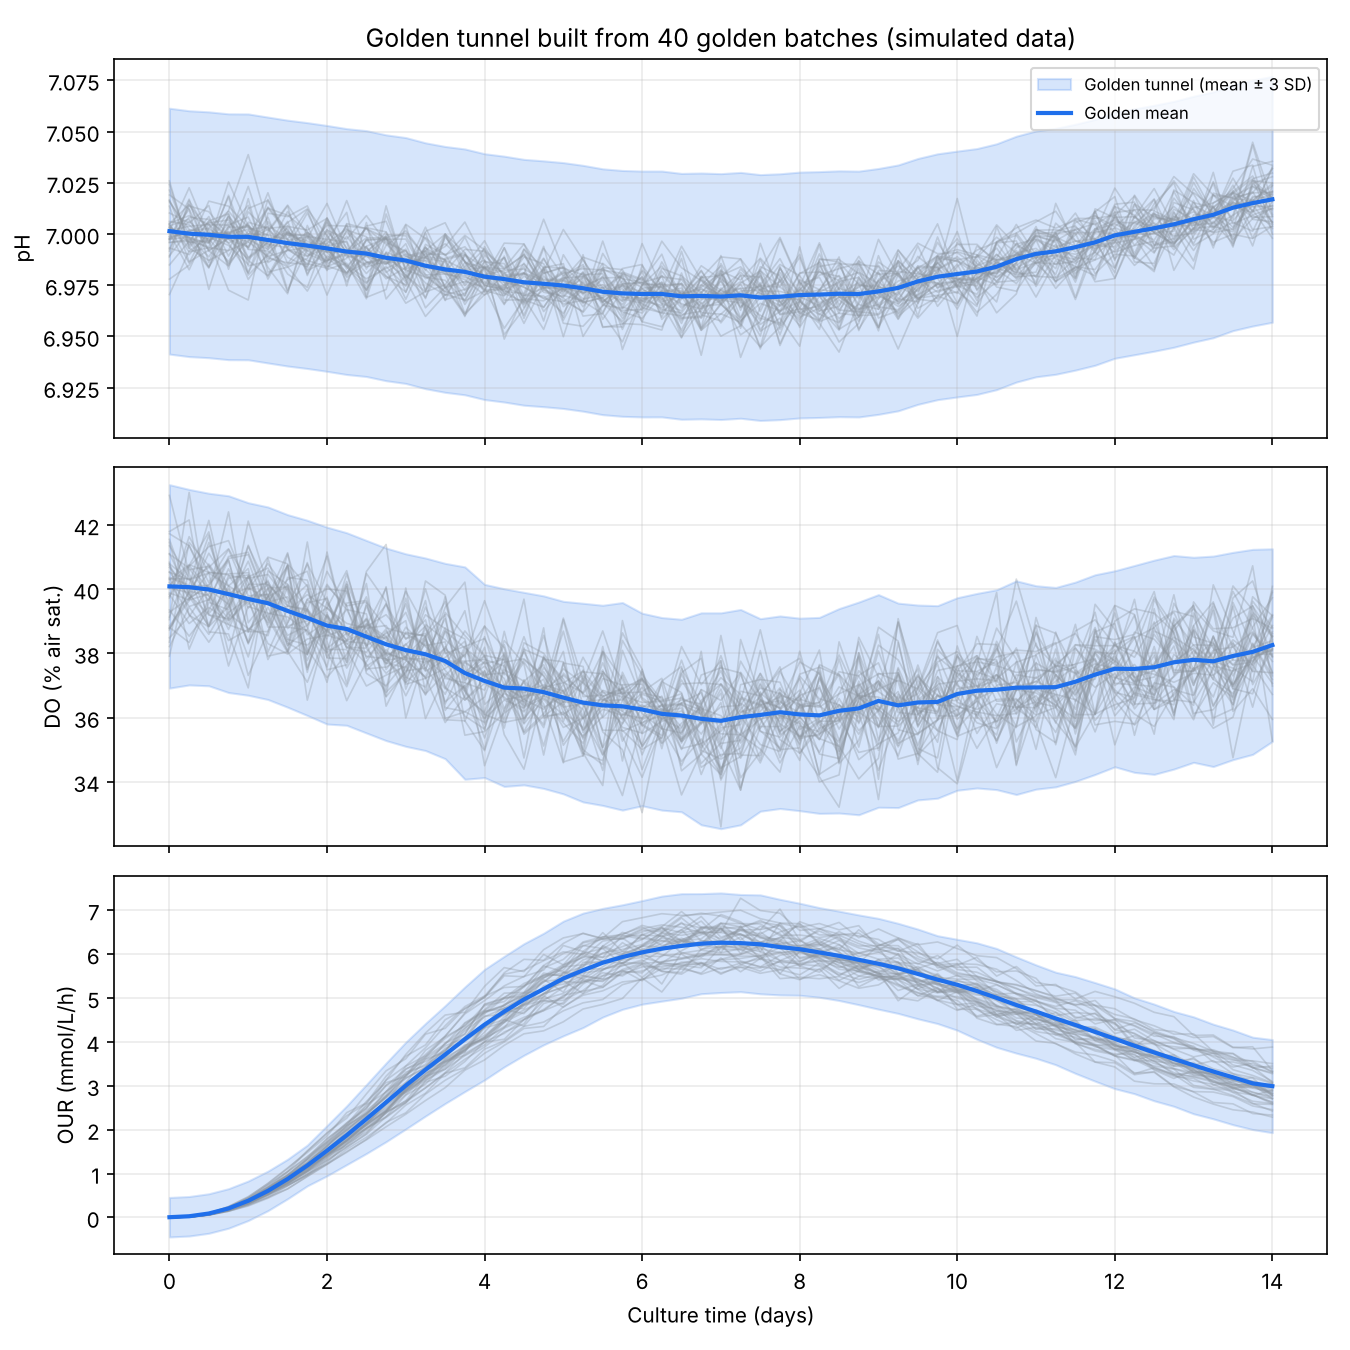 Golden tunnel built from 40 golden batches (simulated data)
Golden tunnel (mean ± 3 SD)
Golden mean
pH
7.075
7.050
7.025
7.000
6.975
6.950
6.925
DO (% air sat.)
42
40
38
36
34
OUR (mmol/L/h)
7
6
5
4
3
2
1
0
0 2 4 6 8 10 12 14
Culture time (days)